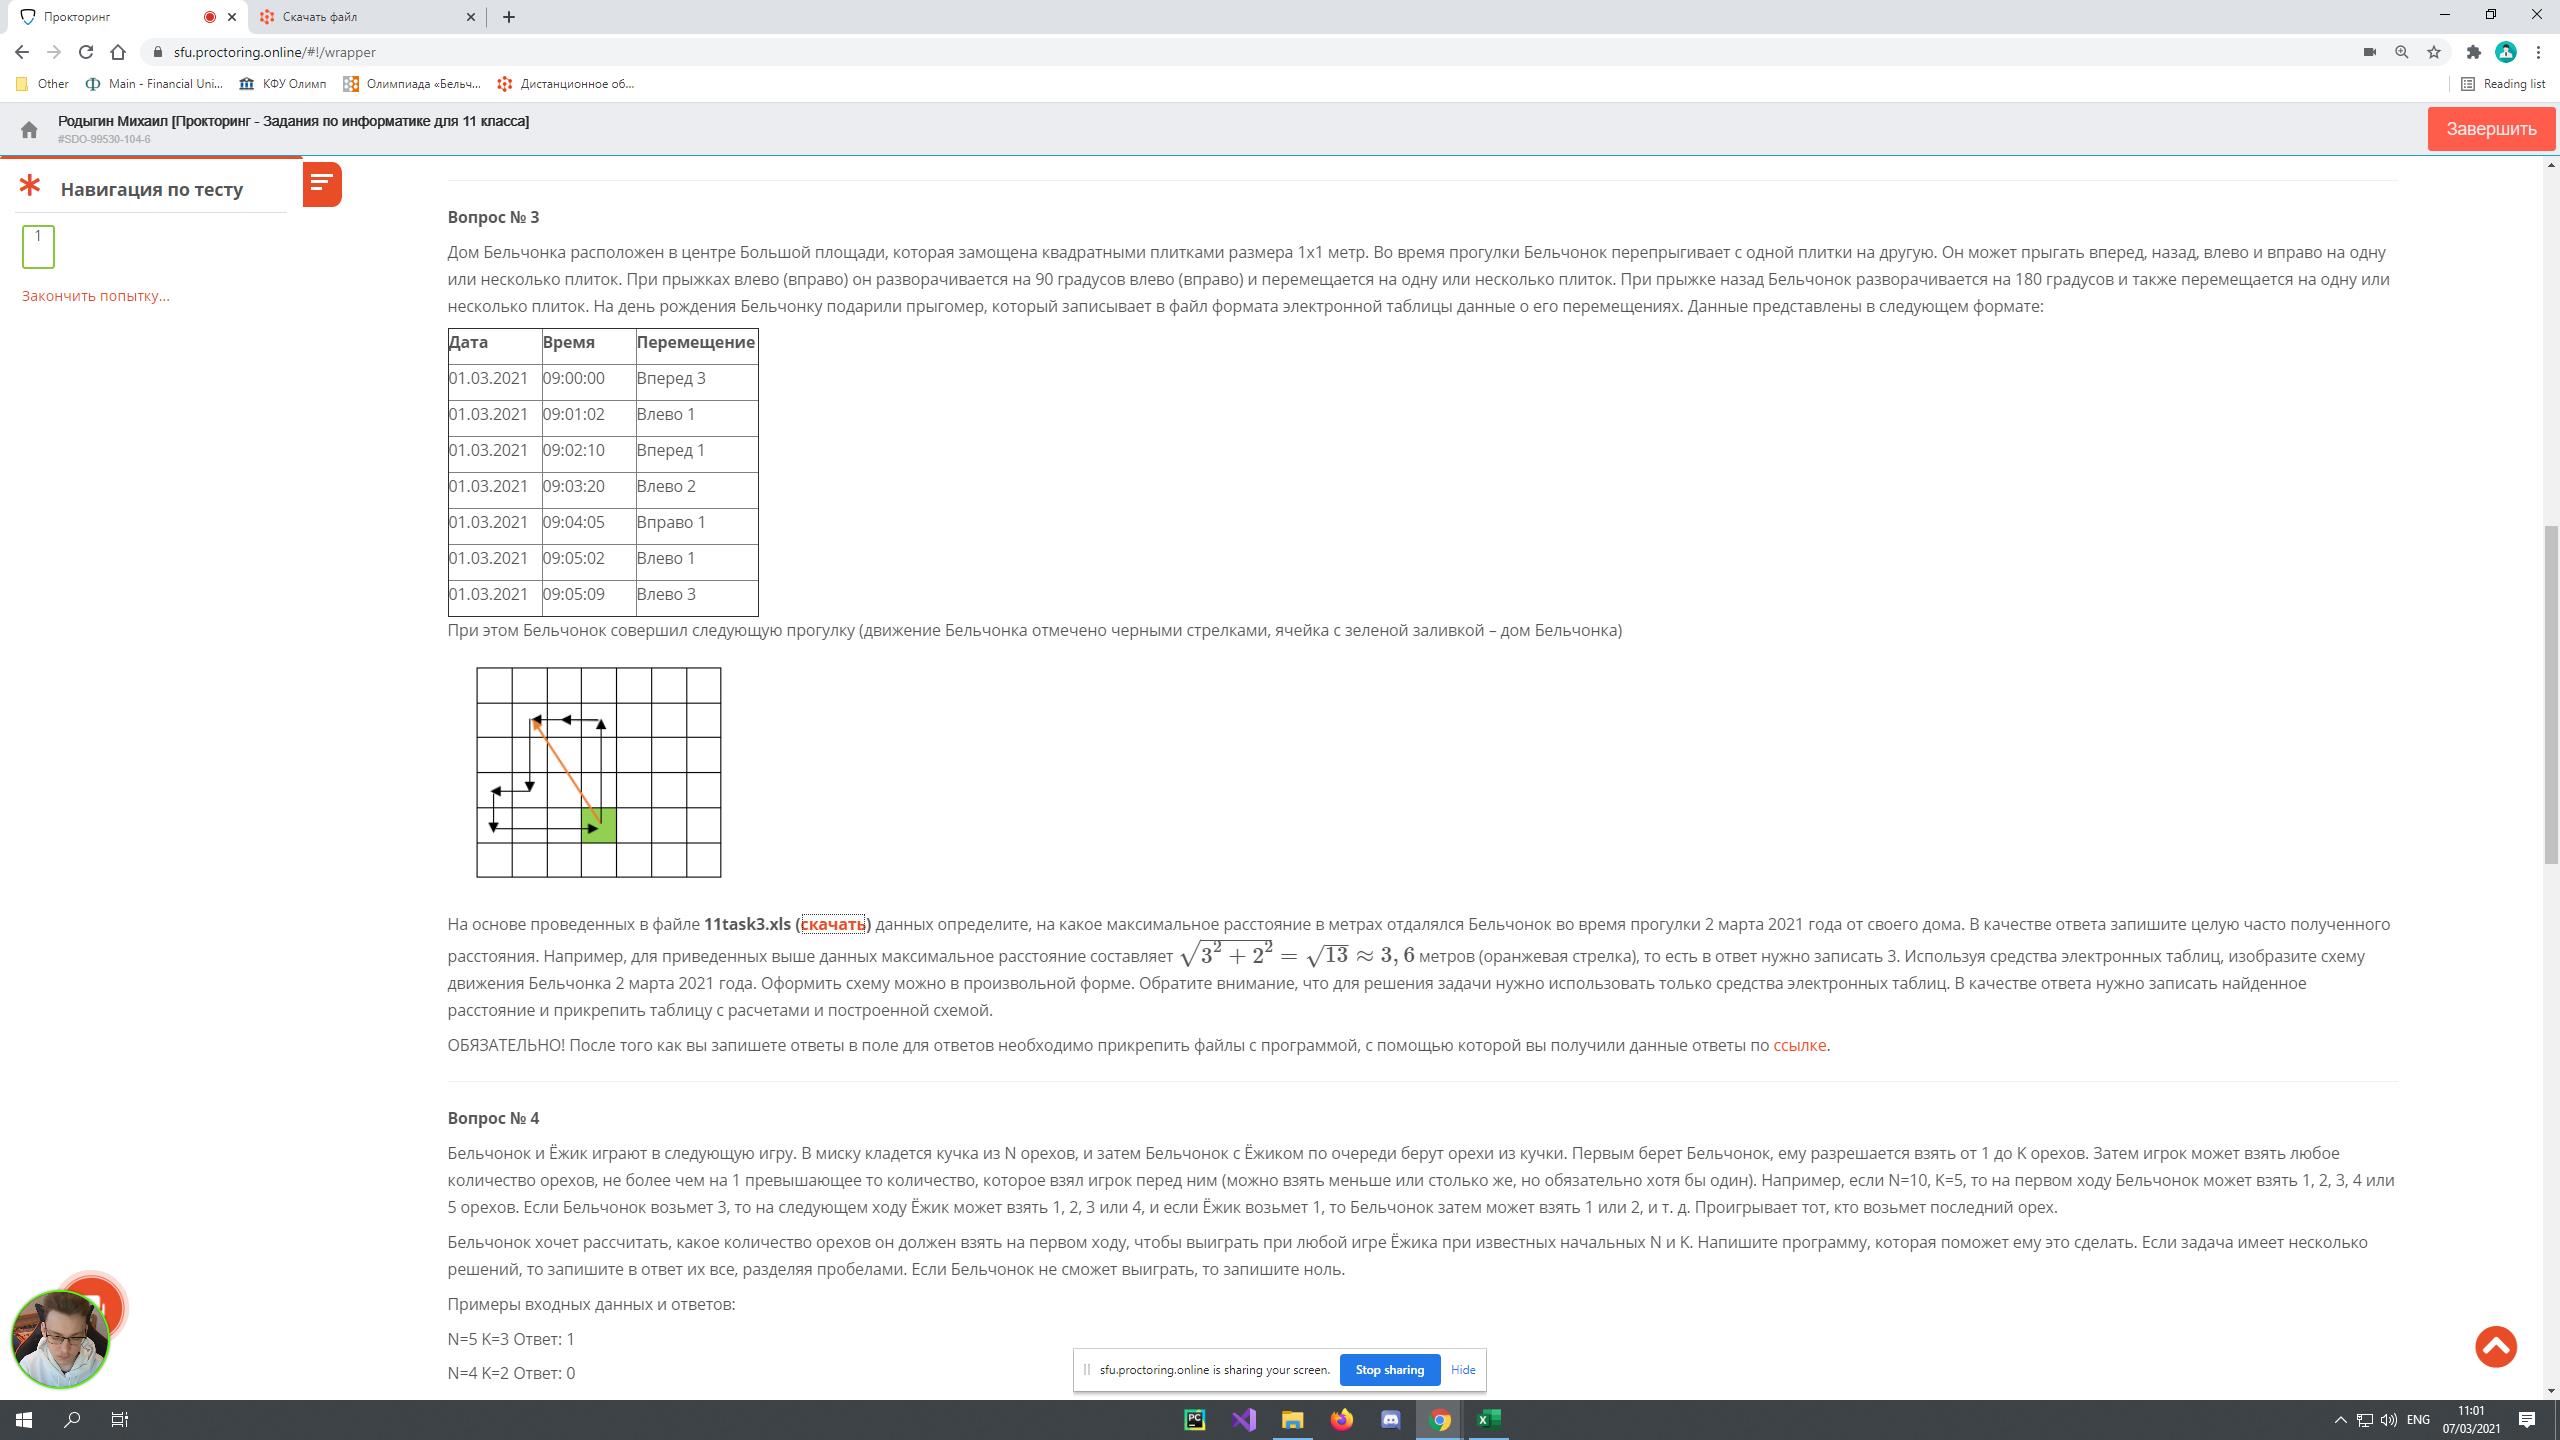 Прокторинг
Скачать файл
sfu.proctoring.online/#!/wrapper
Other
Main - Financial Uni...
КФУ Олимп
Олимпиада «Бельч...
Дистанционное об...
Reading list
Родыгин Михаил [Прокторинг - Задания по информатике для 11 класса]
#SDO-99530-104-6
Завершить
Навигация по тесту
1
Закончить попытку...
Вопрос № 3
Дом Бельчонка расположен в центре Большой площади, которая замощена квадратными плитками размера 1х1 метр. Во время прогулки Бельчонок перепрыгивает с одной плитки на другую. Он может прыгать вперед, назад, влево и вправо на одну
или несколько плиток. При прыжках влево (вправо) он разворачивается на 90 градусов влево (вправо) и перемещается на одну или несколько плиток. При прыжке назад Бельчонок разворачивается на 180 градусов и также перемещается на одну или
несколько плиток. На день рождения Бельчонку подарили прыгомер, который записывает в файл формата электронной таблицы данные о его перемещениях. Данные представлены в следующем формате:
Дата Время Перемещение
01.03.2021 09:00:00 Вперед 3
01.03.2021 09:01:02 Влево 1
01.03.2021 09:02:10 Вперед 1
01.03.2021 09:03:20 Влево 2
01.03.2021 09:04:05 Вправо 1
01.03.2021 09:05:02 Влево 1
01.03.2021 09:05:09 Влево 3
При этом Бельчонок совершил следующую прогулку (движение Бельчонка отмечено черными стрелками, ячейка с зеленой заливкой – дом Бельчонка)
На основе проведенных в файле 11task3.xls (скачать) данных определите, на какое максимальное расстояние в метрах отдалялся Бельчонок во время прогулки 2 марта 2021 года от своего дома. В качестве ответа запишите целую часто полученного
расстояния. Например, для приведенных выше данных максимальное расстояние составляет √3² + 2² = √13 ≈ 3, 6 метров (оранжевая стрелка), то есть в ответ нужно записать 3. Используя средства электронных таблиц, изобразите схему
движения Бельчонка 2 марта 2021 года. Оформить схему можно в произвольной форме. Обратите внимание, что для решения задачи нужно использовать только средства электронных таблиц. В качестве ответа нужно записать найденное
расстояние и прикрепить таблицу с расчетами и построенной схемой.
ОБЯЗАТЕЛЬНО! После того как вы запишете ответы в поле для ответов необходимо прикрепить файлы с программой, с помощью которой вы получили данные ответы по ссылке.
Вопрос № 4
Бельчонок и Ёжик играют в следующую игру. В миску кладется кучка из N орехов, и затем Бельчонок с Ёжиком по очереди берут орехи из кучки. Первым берет Бельчонок, ему разрешается взять от 1 до K орехов. Затем игрок может взять любое
количество орехов, не более чем на 1 превышающее то количество, которое взял игрок перед ним (можно взять меньше или столько же, но обязательно хотя бы один). Например, если N=10, K=5, то на первом ходу Бельчонок может взять 1, 2, 3, 4 или
5 орехов. Если Бельчонок возьмет 3, то на следующем ходу Ёжик может взять 1, 2, 3 или 4, и если Ёжик возьмет 1, то Бельчонок затем может взять 1 или 2, и т. д. Проигрывает тот, кто возьмет последний орех.
Бельчонок хочет рассчитать, какое количество орехов он должен взять на первом ходу, чтобы выиграть при любой игре Ёжика при известных начальных N и K. Напишите программу, которая поможет ему это сделать. Если задача имеет несколько
решений, то запишите в ответ их все, разделяя пробелами. Если Бельчонок не сможет выиграть, то запишите ноль.
Примеры входных данных и ответов:
N=5 K=3 Ответ: 1
N=4 K=2 Ответ: 0
sfu.proctoring.online is sharing your screen.
Stop sharing
Hide
ENG
11:01
07/03/2021